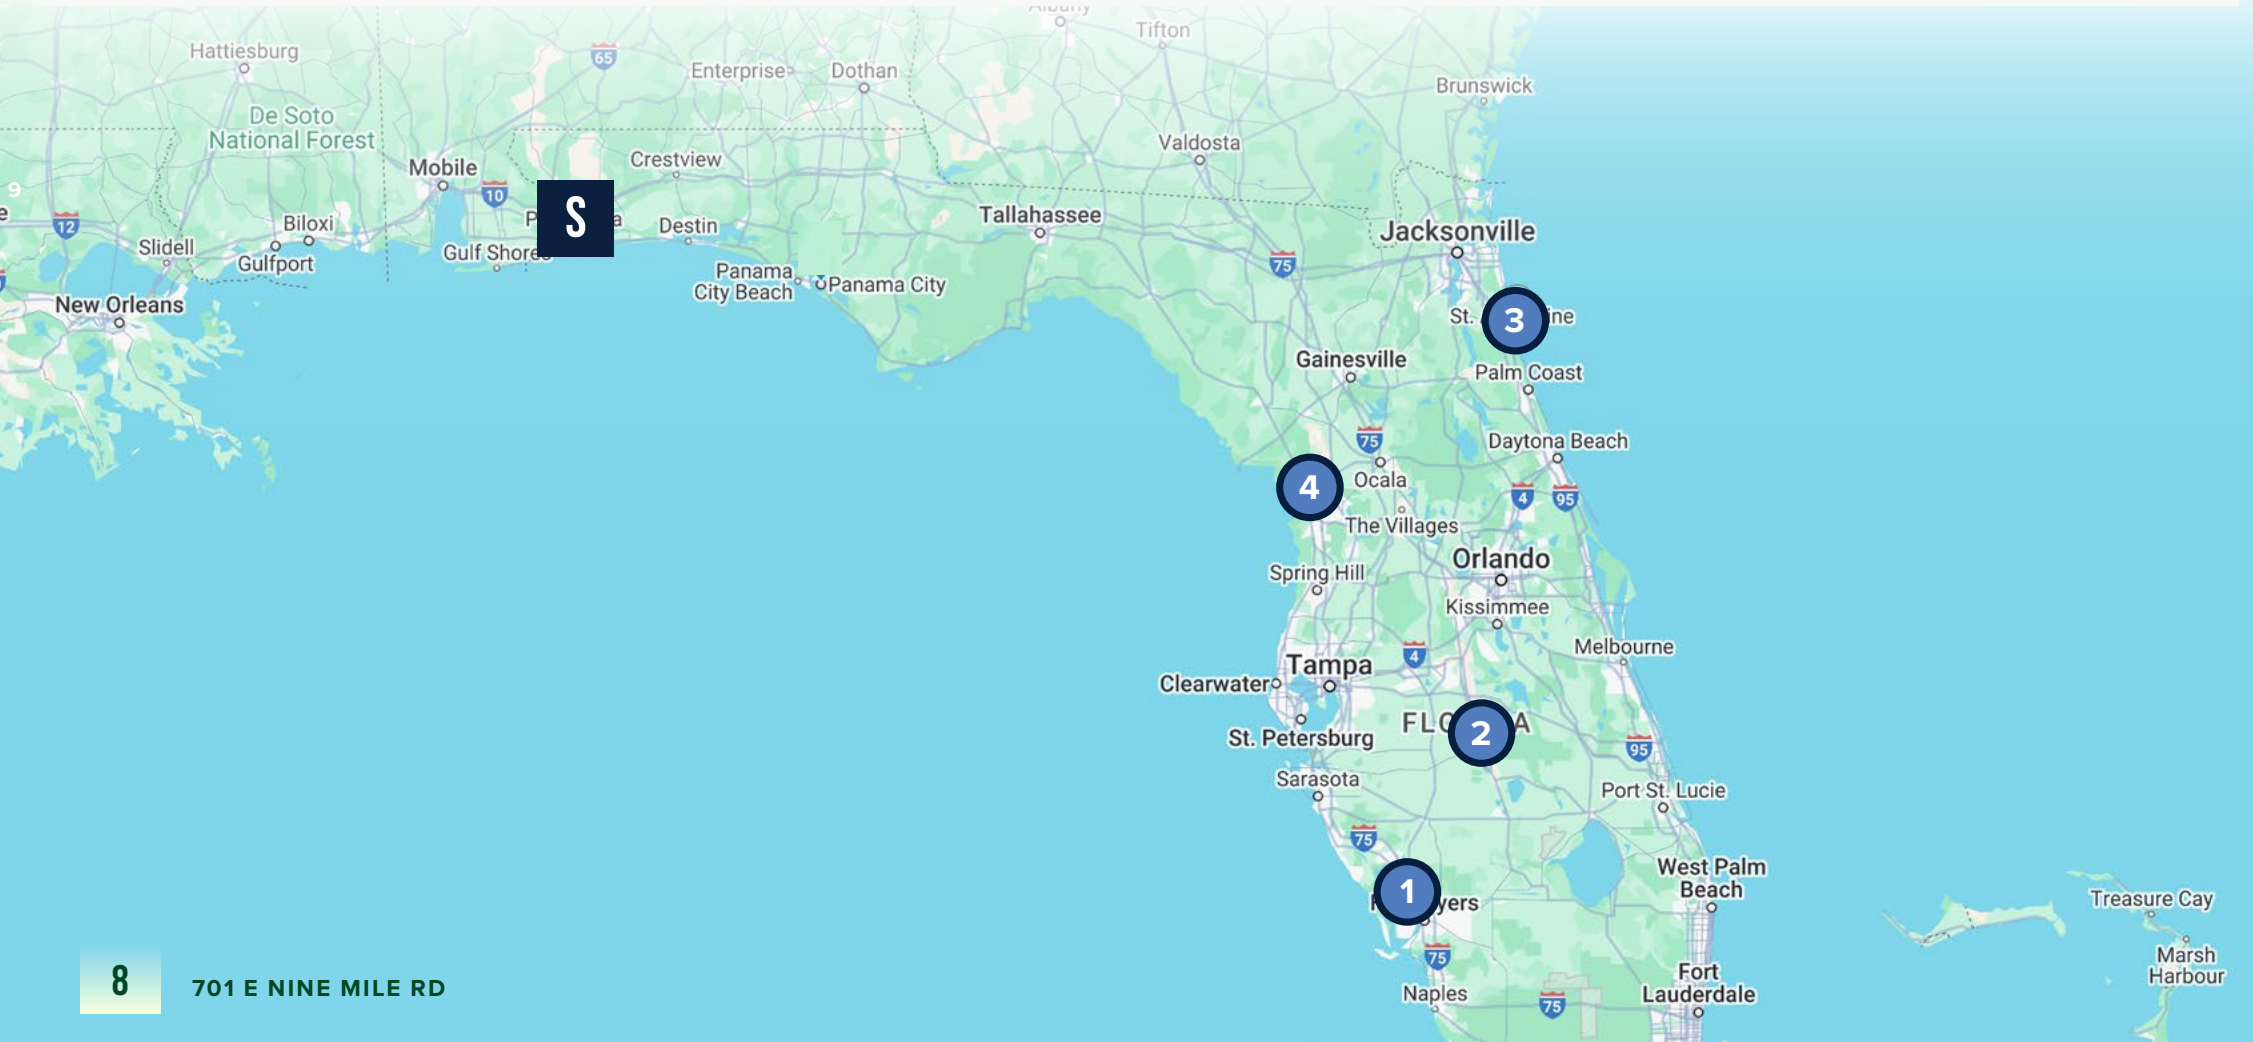 Albany
Tifton
Hattiesburg
65
Enterprise
Dothan
Brunswick
De Soto
National Forest
Valdosta
Crestview
Mobile
9
10
S
e
12
Biloxi
P
a
Destin
Tallahassee
Jacksonville
Slidell
Gulfport
Gulf Shores
75
Panama
City Beach
Panama City
New Orleans
St.
3
ine
Gainesville
Palm Coast
75
Daytona Beach
4
Ocala
4
95
The Villages
Orlando
Spring Hill
Kissimmee
Melbourne
4
Tampa
Clearwater
FLO
2
A
St. Petersburg
95
Sarasota
Port St. Lucie
75
West Palm
Beach
1
yers
Treasure Cay
75
Marsh
Harbour
Fort
Lauderdale
Naples
75
8
701 E NINE MILE RD